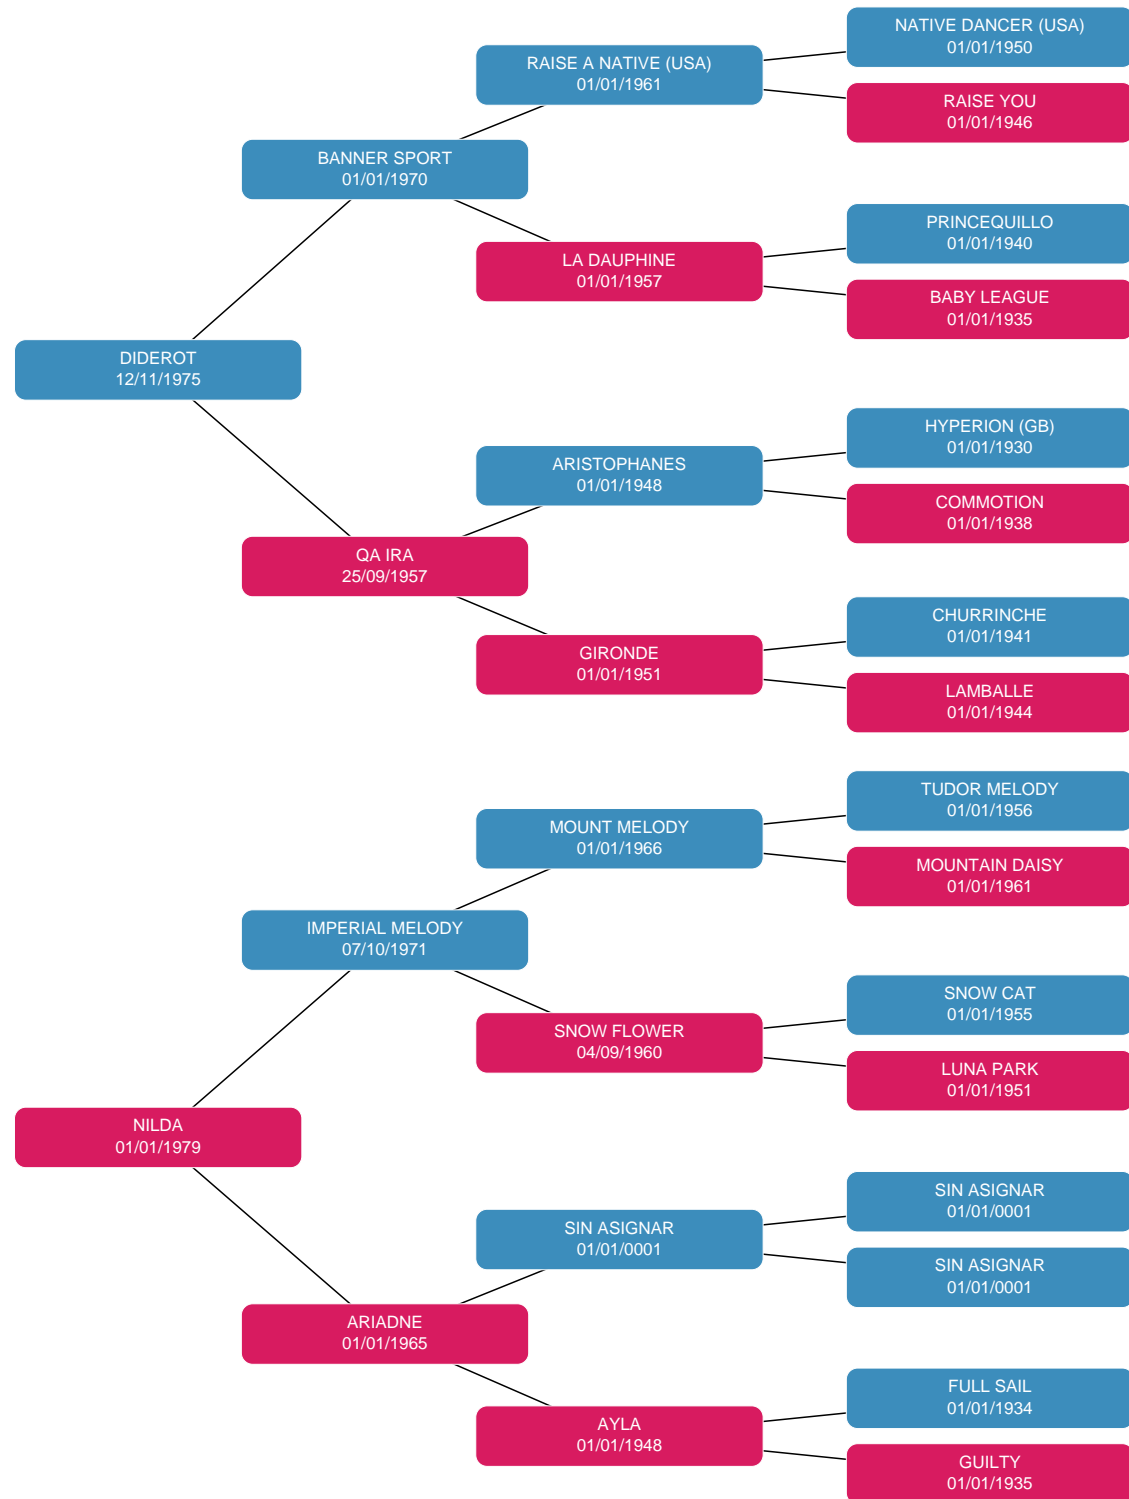 NATIVE DANCER (USA)
01/01/1950
RAISE A NATIVE (USA)
01/01/1961
RAISE YOU
01/01/1946
BANNER SPORT
01/01/1970
PRINCEQUILLO
01/01/1940
LA DAUPHINE
01/01/1957
BABY LEAGUE
01/01/1935
DIDEROT
12/11/1975
HYPERION (GB)
01/01/1930
ARISTOPHANES
01/01/1948
COMMOTION
01/01/1938
QA IRA
25/09/1957
CHURRINCHE
01/01/1941
GIRONDE
01/01/1951
LAMBALLE
01/01/1944
TUDOR MELODY
01/01/1956
MOUNT MELODY
01/01/1966
MOUNTAIN DAISY
01/01/1961
IMPERIAL MELODY
07/10/1971
SNOW CAT
01/01/1955
SNOW FLOWER
04/09/1960
LUNA PARK
01/01/1951
NILDA
01/01/1979
SIN ASIGNAR
01/01/0001
SIN ASIGNAR
01/01/0001
SIN ASIGNAR
01/01/0001
ARIADNE
01/01/1965
FULL SAIL
01/01/1934
AYLA
01/01/1948
GUILTY
01/01/1935